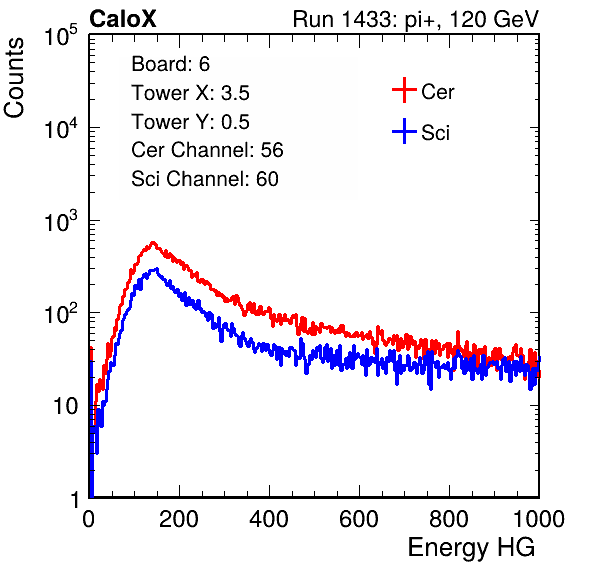 CaloX Run 1433: pi+, 120 GeV
Board: 6
Tower X: 3.5
Tower Y: 0.5
Cer Channel: 56
Sci Channel: 60
Cer
Sci
Counts
10^5
10^4
10^3
10^2
10
1
0 200 400 600 800 1000
Energy HG